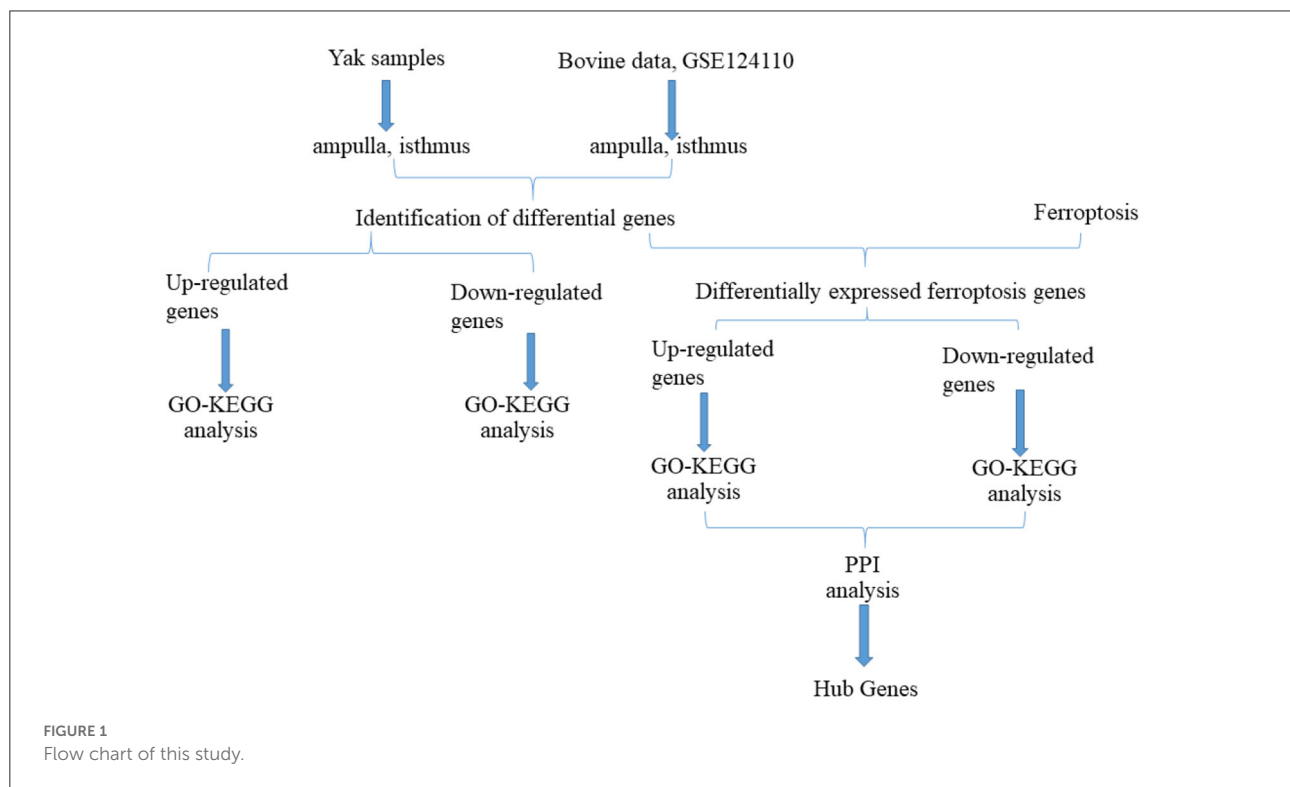 Yak samples
Bovine data, GSE124110
ampulla, isthmus
ampulla, isthmus
Identification of differential genes
Ferroptosis
Up-regulated
genes
Down-regulated
genes
Differentially expressed ferroptosis genes
Up-regulated
genes
Down-regulated
genes
GO-KEGG
analysis
GO-KEGG
analysis
GO-KEGG
analysis
GO-KEGG
analysis
PPI
analysis
Hub Genes
FIGURE 1
Flow chart of this study.